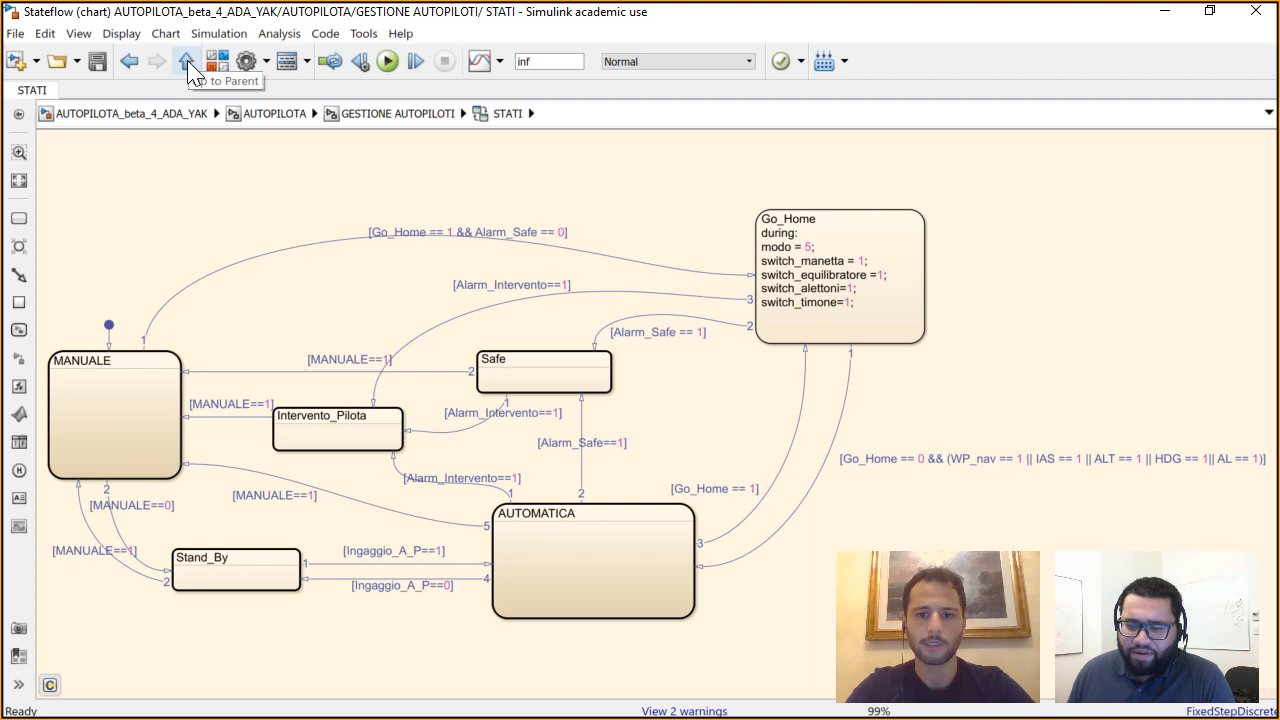 Stateflow (chart) AUTOPILOTA_beta_4_ADA_YAK/AUTOPILOTA/GESTIONE AUTOPILOTI/ STATI - Simulink academic use
File Edit View Display Chart Simulation Analysis Code Tools Help
inf Normal
to Parent
STATI
AUTOPILOTA_beta_4_ADA_YAK AUTOPILOTA GESTIONE AUTOPILOTI STATI
[Go_Home == 1 && Alarm_Safe == 0]
Go_Home
during:
modo = 5;
switch_manetta = 1;
switch_equilibratore =1;
switch_alettoni=1;
switch_timone=1;
[Alarm_Intervento==1]
3
2
1
[Alarm_Safe == 1]
1
MANUALE
[MANUALE==1]
2
Safe
1
[MANUALE==1]
Intervento_Pilota
[Alarm_Intervento==1]
[Alarm_Safe==1]
[Go_Home == 0 && (WP_nav == 1 || IAS == 1 || ALT == 1 || HDG == 1|| AL == 1)]
[Alarm_Intervento==1]
[Go_Home == 1]
2
[MANUALE==0]
[MANUALE==1]
1
2
AUTOMATICA
5
3
4
[MANUALE==1]
Stand_By
1
2
[Ingaggio_A_P==1]
[Ingaggio_A_P==0]
Ready View 2 warnings 99% FixedStepDiscrete